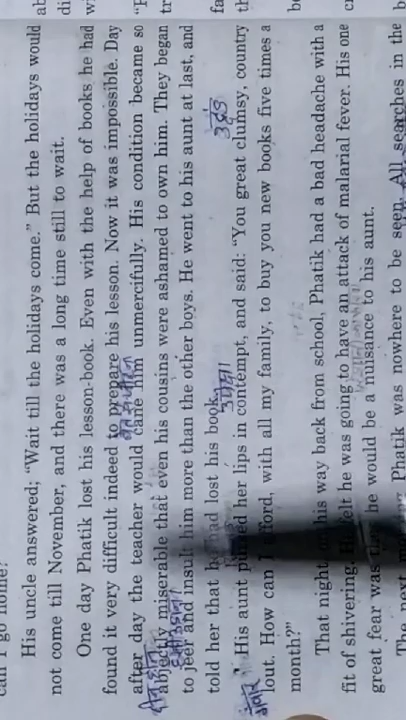 can I go home?"
His uncle answered; "Wait till the holidays come." But the holidays would
not come till November, and there was a long time still to wait.
One day Phatik lost his lesson-book. Even with the help of books he had
found it very difficult indeed to prepare his lesson. Now it was impossible. Day
after day the teacher would cane him unmercifully. His condition became so
abjectly miserable that even his cousins were ashamed to own him. They began
to jeer and insult him more than the other boys. He went to his aunt at last, and
told her that he had lost his book.
उपेक्षा
उदंड
His aunt her lips in contempt, and said: "You great clumsy, country
गंवार
lout. How can I afford, with all my family, to buy you new books five times a
month?"
That night, his way back from school, Phatik had a bad headache with a
fit of shivering. felt he was going to have an attack of malarial fever. His one
great fear was he would be a nuisance to his aunt.
The next Phatik was nowhere to be seen. All searches in the